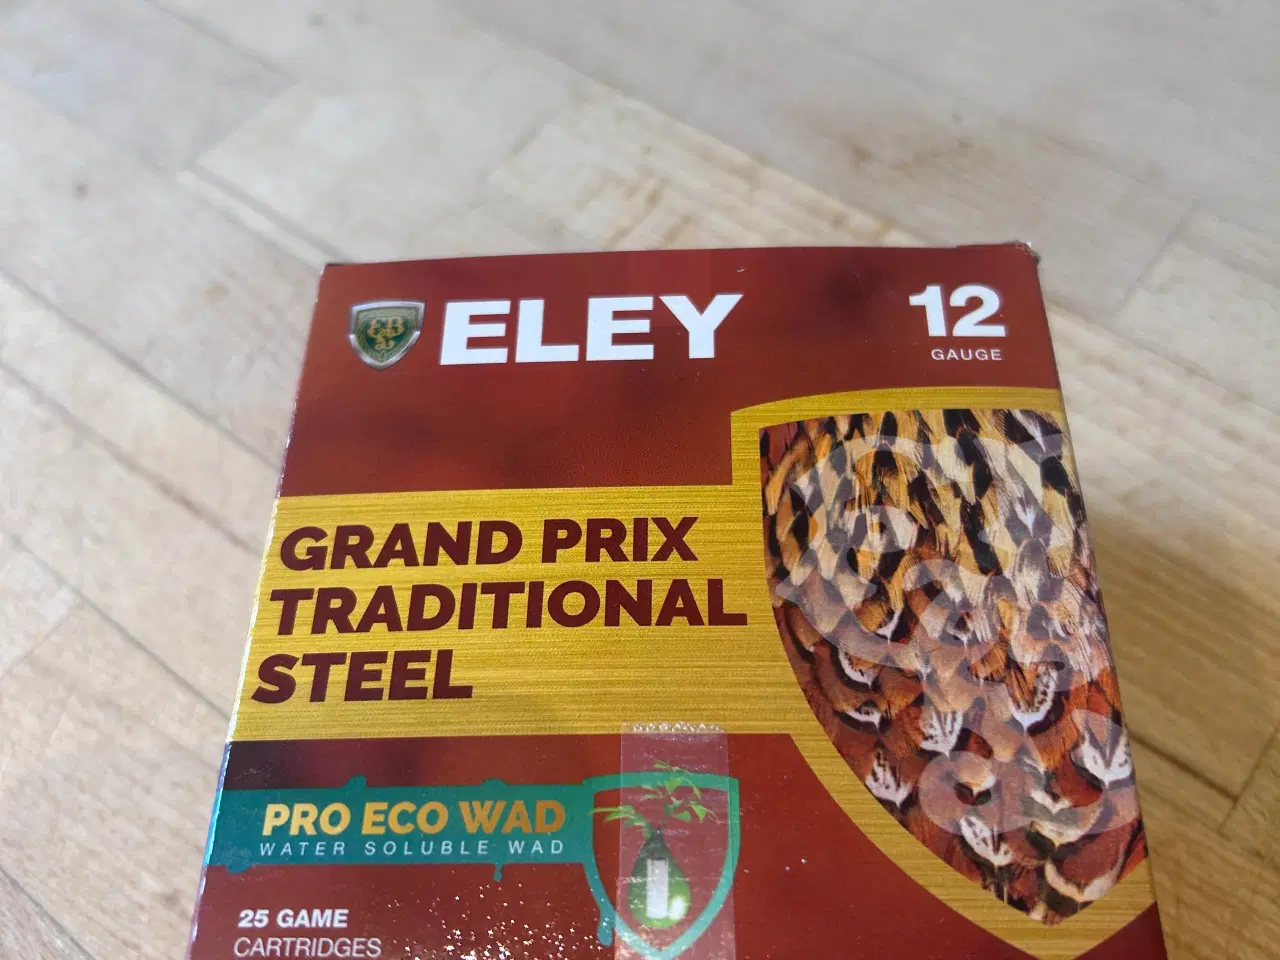 ELEY
12
GAUGE
GRAND PRIX
TRADITIONAL
STEEL
PRO ECO WAD
WATER SOLUBLE WAD
25 GAME
CARTRIDGES